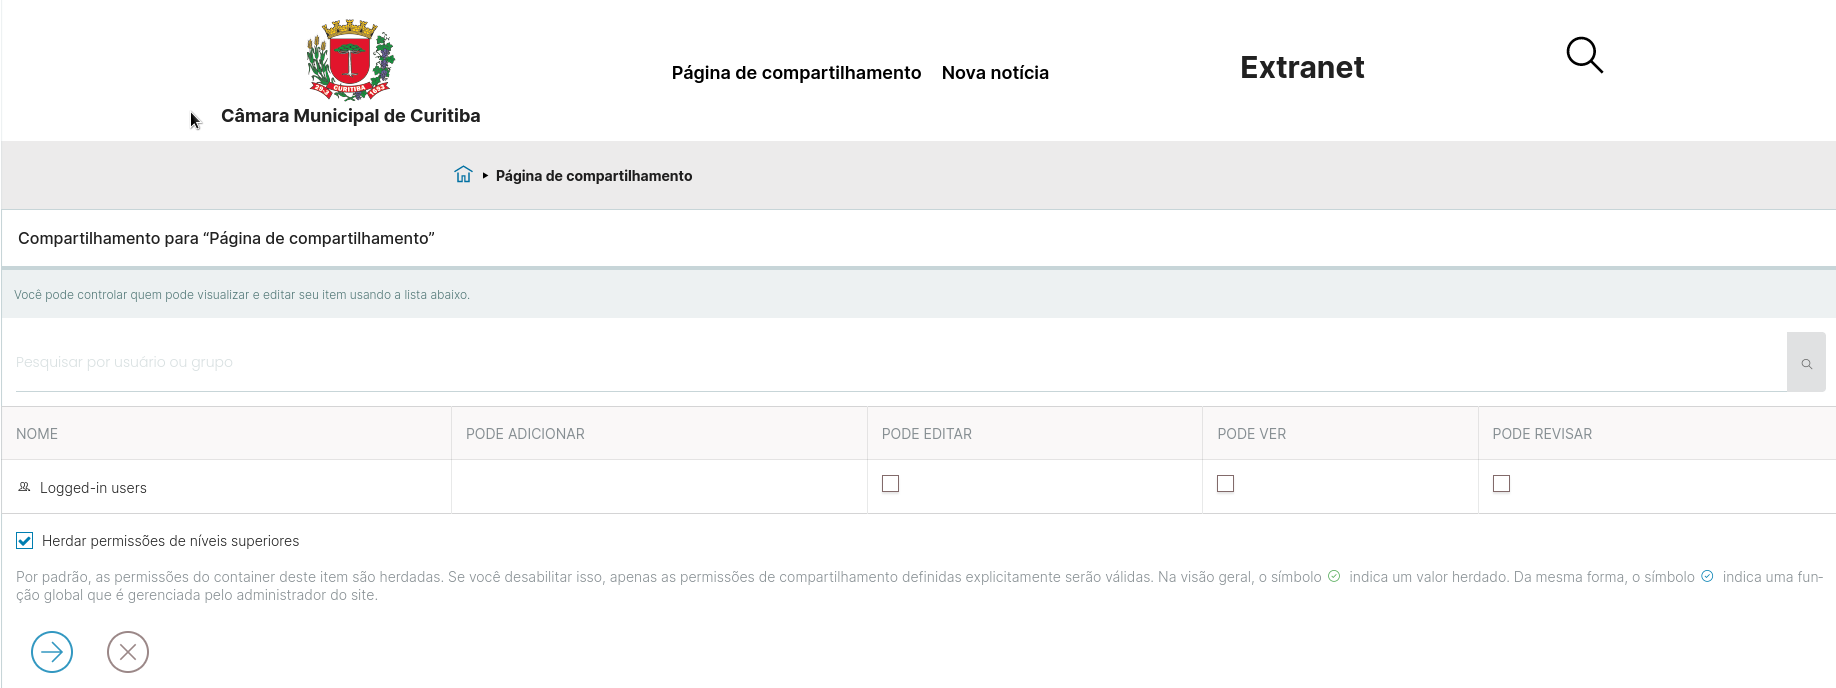 29-3 CURITIBA 1693
Câmara Municipal de Curitiba
Página de compartilhamento Nova notícia
Extranet
Página de compartilhamento
Compartilhamento para “Página de compartilhamento”
Você pode controlar quem pode visualizar e editar seu item usando a lista abaixo.
Pesquisar por usuário ou grupo
NOME PODE ADICIONAR PODE EDITAR PODE VER PODE REVISAR
Logged-in users
Herdar permissões de níveis superiores
Por padrão, as permissões do container deste item são herdadas. Se você desabilitar isso, apenas as permissões de compartilhamento definidas explicitamente serão válidas. Na visão geral, o símbolo indica um valor herdado. Da mesma forma, o símbolo indica uma fun-
ção global que é gerenciada pelo administrador do site.